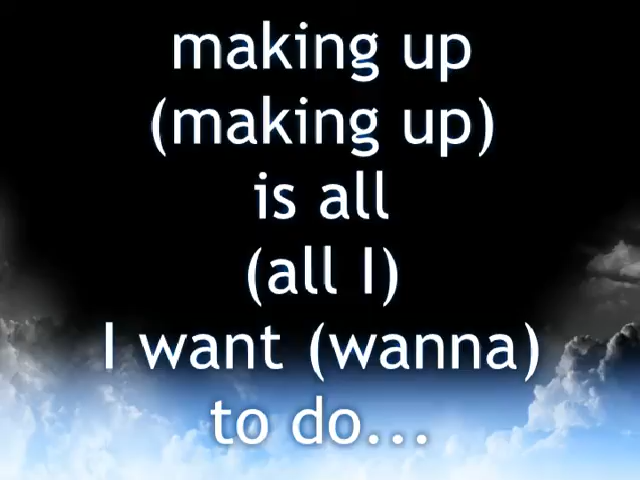 making up
(making up)
is all
(all I)
I want (wanna)
to do...